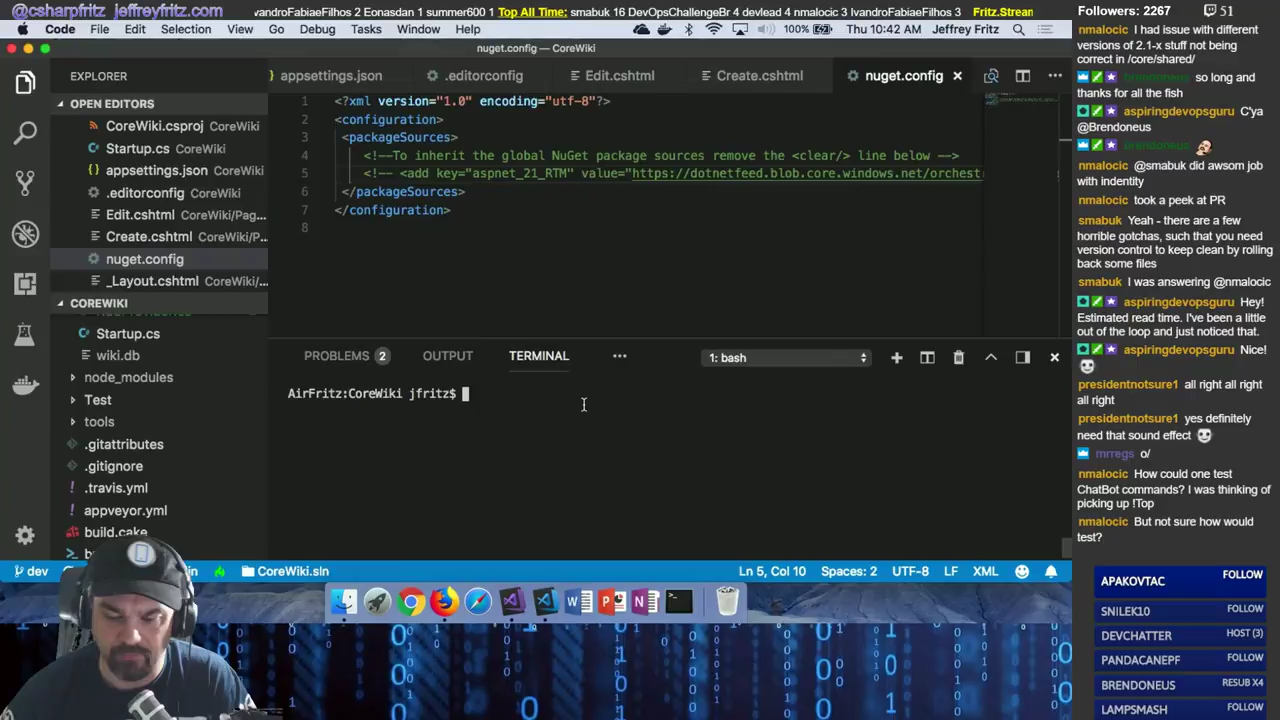 @csharpfritz jeffreyfritz.com
ivandroFabiaeFilhos 2 Eonasdan 1 summer600 1 Top All Time: smabuk 16 DevOpsChallengeBr 4 devlead 4 nmalocic 3 IvandroFabiaeFilhos 3 Fritz.Stream
Followers: 2267 51
Code File Edit Selection View Go Debug Tasks Window Help 100% Thu 10:42 AM Jeffrey Fritz
nuget.config — CoreWiki
EXPLORER
OPEN EDITORS
CoreWiki.csproj CoreWiki
Startup.cs CoreWiki
appsettings.json CoreWiki
.editorconfig CoreWiki
Edit.cshtml CoreWiki/Pag...
Create.cshtml CoreWiki/P...
nuget.config
_Layout.cshtml CoreWiki/...
COREWIKI
Startup.cs
wiki.db
node_modules
Test
tools
.gitattributes
.gitignore
.travis.yml
appveyor.yml
build.cake
appsettings.json .editorconfig Edit.cshtml Create.cshtml nuget.config
1 <?xml version="1.0" encoding="utf-8"?>
2 <configuration>
3 <packageSources>
4 <!--To inherit the global NuGet package sources remove the <clear/> line below -->
5 <!-- <add key="aspnet_21_RTM" value="https://dotnetfeed.blob.core.windows.net/orchest
6 </packageSources>
7 </configuration>
8
PROBLEMS 2 OUTPUT TERMINAL 1: bash
AirFritz:CoreWiki jfritz$
dev CoreWiki.sln Ln 5, Col 10 Spaces: 2 UTF-8 LF XML
nmalocic I had issue with different
versions of 2.1-x stuff not being
correct in /core/shared/
brendoneus so long and
thanks for all the fish
aspiringdevopsguru C'ya
@Brendoneus
brendoneus
nmalocic @smabuk did awsom job
with indentity
nmalocic took a peek at PR
smabuk Yeah - there are a few
horrible gotchas, such that you need
version control to keep clean by rolling
back some files
smabuk I was answering @nmalocic
aspiringdevopsguru Hey!
Estimated read time. I've been a little
out of the loop and just noticed that.
aspiringdevopsguru Nice!
presidentnotsure1 all right all right
all right
presidentnotsure1 yes definitely
need that sound effect
mrregs o/
nmalocic How could one test
ChatBot commands? I was thinking of
picking up !Top
nmalocic But not sure how would
test?
APAKOVTAC FOLLOW
SNILEK10 FOLLOW
DEVCHATTER HOST (3)
PANDACANEPF FOLLOW
BRENDONEUS RESUB X4
LAMPSMASH FOLLOW